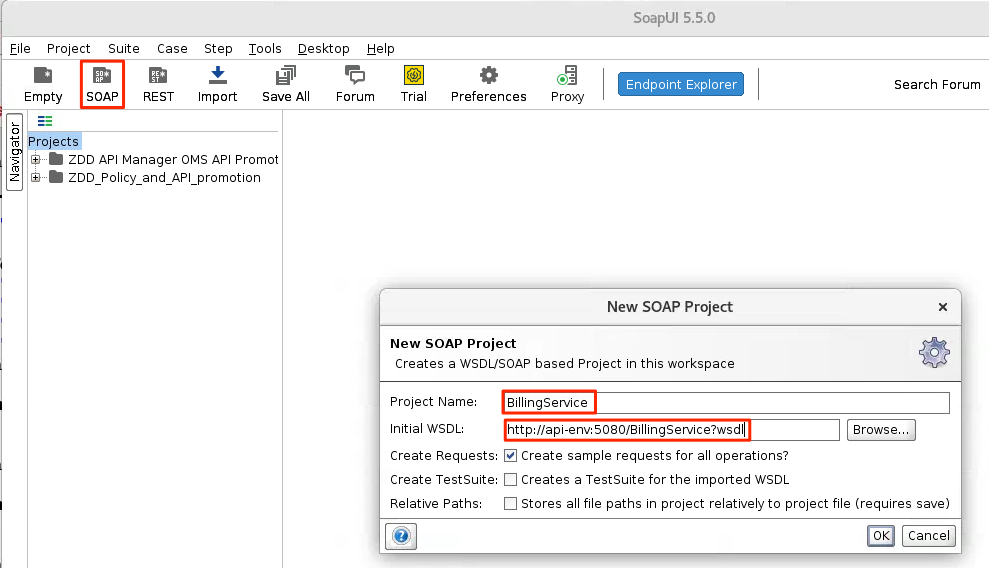 SoapUI 5.5.0
File Project Suite Case Step Tools Desktop Help
Empty SOAP REST Import Save All Forum Trial Preferences Proxy Endpoint Explorer Search Forum
Navigator
Projects
ZDD API Manager OMS API Promot
ZDD_Policy_and_API_promotion
New SOAP Project
New SOAP Project
Creates a WSDL/SOAP based Project in this workspace
Project Name: BillingService
Initial WSDL: http://api-env:5080/BillingService?wsdl Browse...
Create Requests: Create sample requests for all operations?
Create TestSuite: Creates a TestSuite for the imported WSDL
Relative Paths: Stores all file paths in project relatively to project file (requires save)
OK Cancel